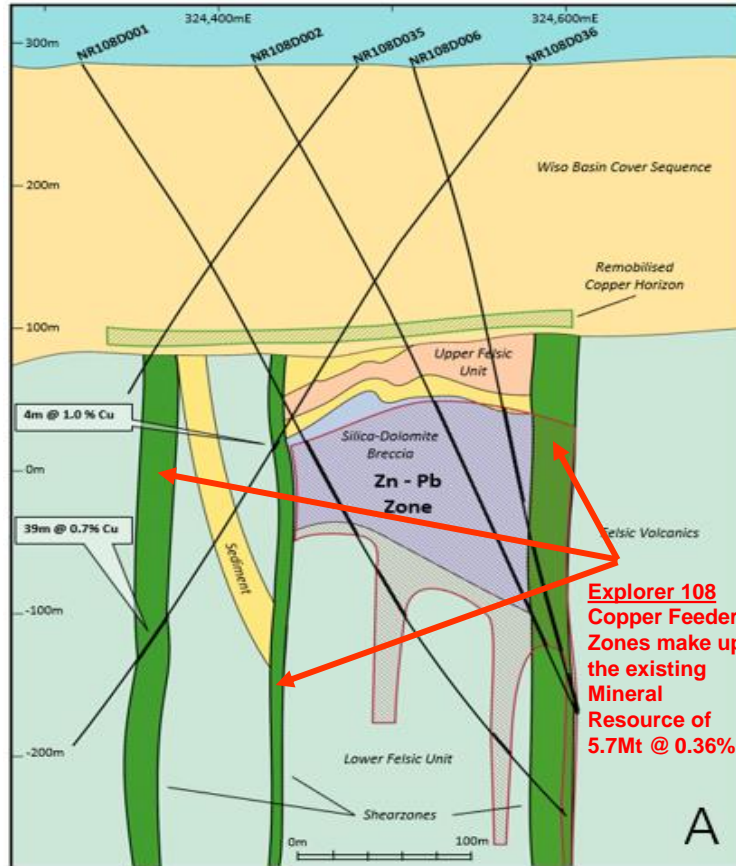 324,400mE
324,600mE
NR108D001
NR108D002
NR108D035
NR108D006
NR108D036
300m
Wiso Basin Cover Sequence
200m
Remobilised
Copper Horizon
100m
Upper Felsic
Unit
4m @ 1.0 % Cu
Silica-Dolomite
Breccia
0m
Zn - Pb
Zone
39m @ 0.7% Cu
Felsic Volcanics
Sediment
Explorer 108
Copper Feeder
Zones make up
the existing
Mineral
Resource of
5.7Mt @ 0.36%
-100m
-200m
Lower Felsic Unit
Shearzones
A
0m
100m